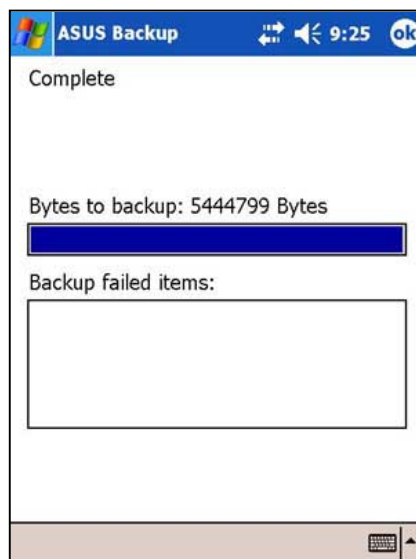 ASUS Backup 9:25 ok
Complete
Bytes to backup: 5444799 Bytes
Backup failed items: